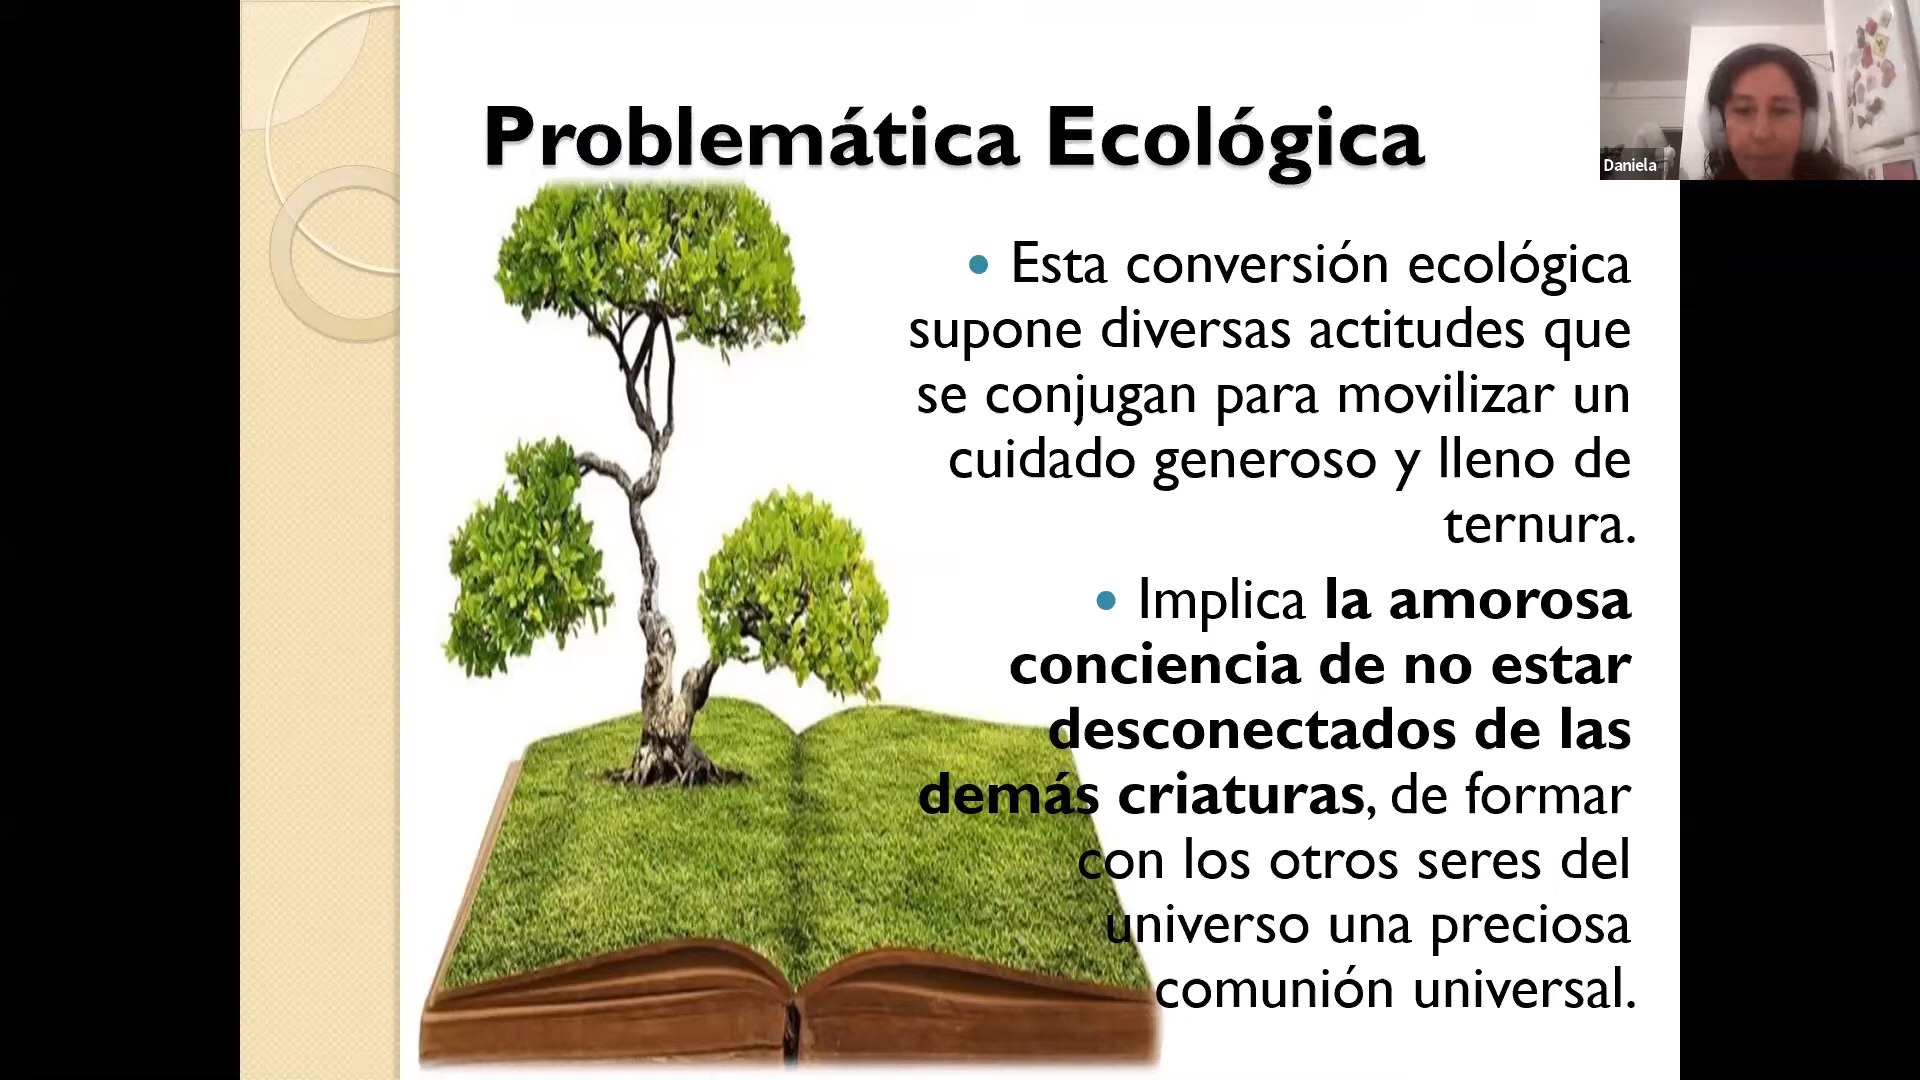 Problemática Ecológica
Daniela
• Esta conversión ecológica
supone diversas actitudes que
se conjugan para movilizar un
cuidado generoso y lleno de
ternura.
• Implica la amorosa
conciencia de no estar
desconectados de las
demás criaturas, de formar
con los otros seres del
universo una preciosa
comunión universal.